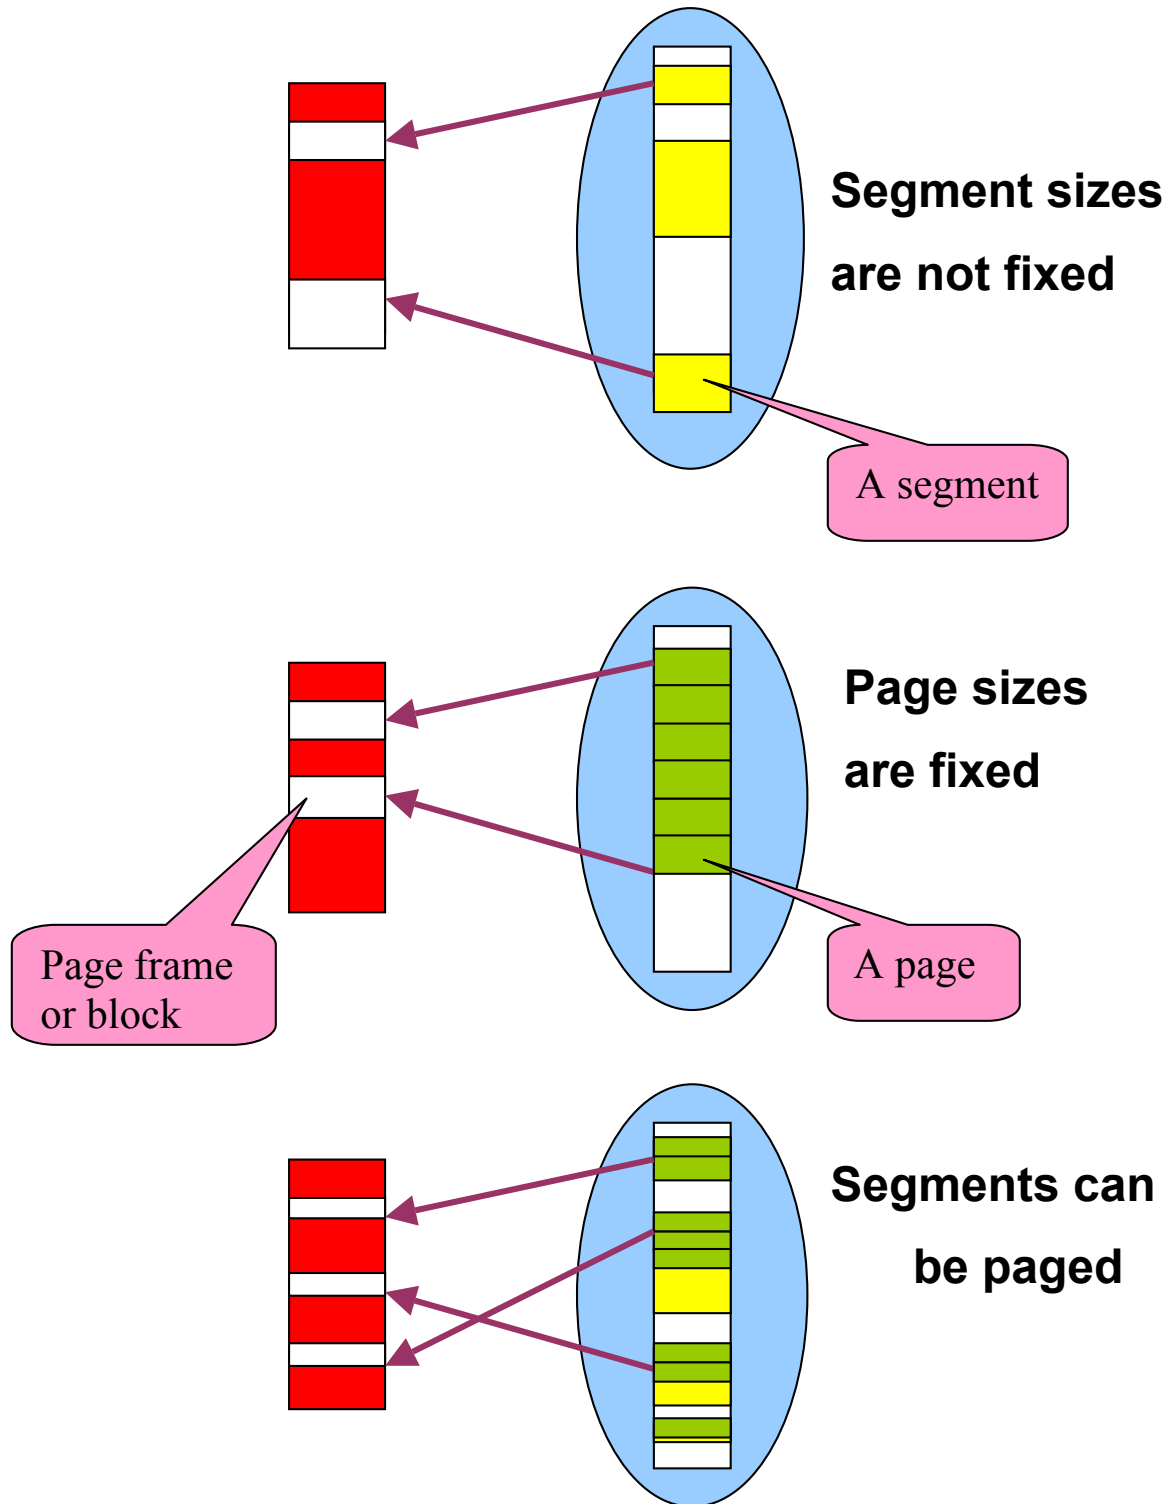 Segment sizes
are not fixed
A segment
Page sizes
are fixed
Page frame
or block
A page
Segments can
be paged